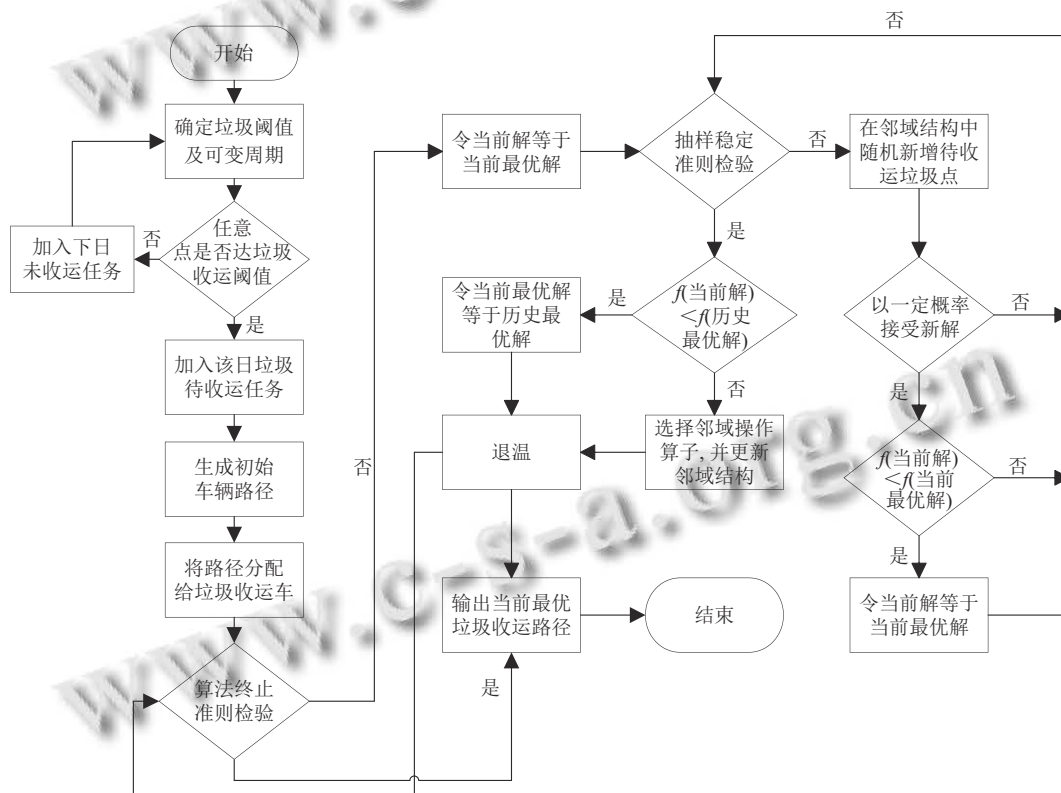 开始
确定垃圾阈值
及可变周期
任意
点是否达垃圾
收运阈值
否
加入下日
未收运任务
是
加入该日垃圾
待收运任务
生成初始
车辆路径
将路径分配
给垃圾收运车
算法终止
准则检验
否
是
令当前解等于
当前最优解
抽样稳定
准则检验
否
否
是
在邻域结构中
随机新增待收
运垃圾点
f(当前解)
<f(历史
最优解)
是
令当前最优解
等于历史最
优解
否
选择邻域操作
算子, 并更新
邻域结构
退温
输出当前最优
垃圾收运路径
结束
以一定概率
接受新解
否
是
f(当前解)
<f(当前
最优解)
否
是
令当前解等于
当前最优解
www.c-s-a.org.cn
www.c